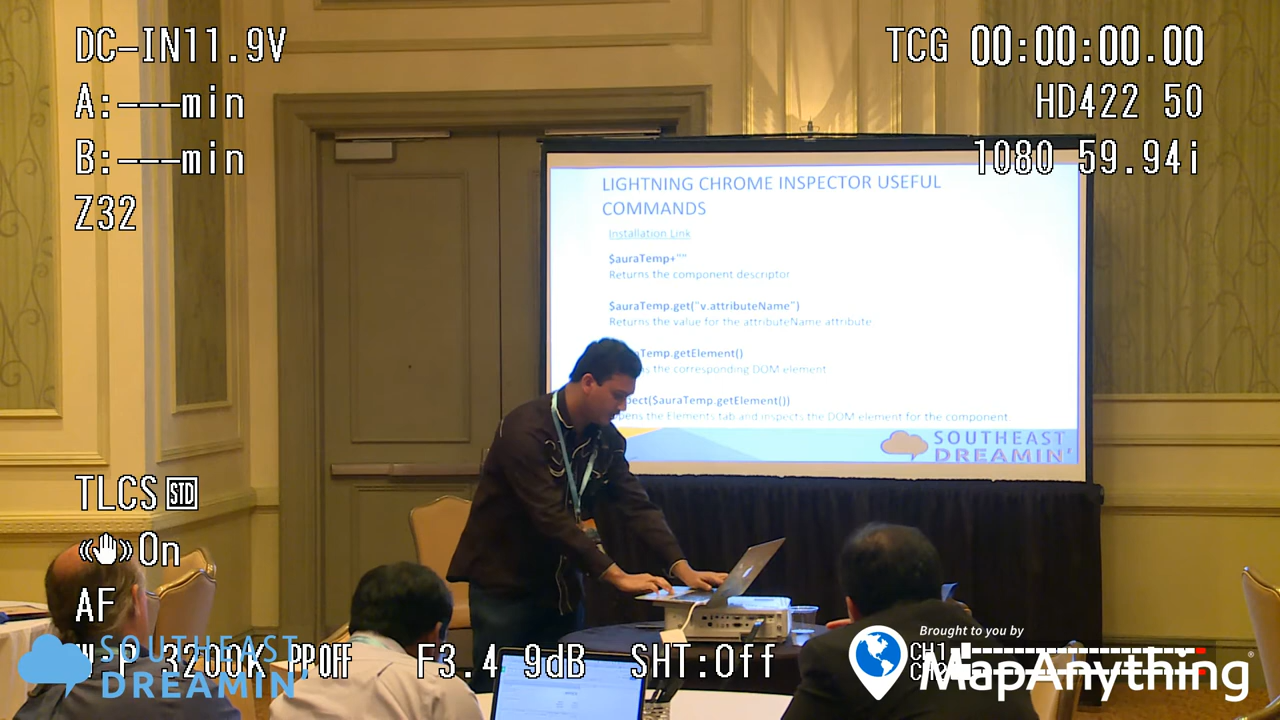 DC-IN11.9V
TCG 00:00:00.00
A:---min
HD422 50
B:---min
1080 59.94i
Z32
LIGHTNING CHROME INSPECTOR USEFUL
COMMANDS
Installation Link
$auraTemp+""
Returns the component descriptor
$auraTemp.get("v.attributeName")
Returns the value for the attributeName attribute
Temp.getElement()
the corresponding DOM element
pect($auraTemp.getElement())
pens the Elements tab and inspects the DOM element for the component
SOUTHEAST
DREAMIN'
TLCS STD
On
AF
SOUTHEAST
DREAMIN'
3200K PPOFF F3.4 9dB SHT:Off
Brought to you by
CH1
MapAnything®